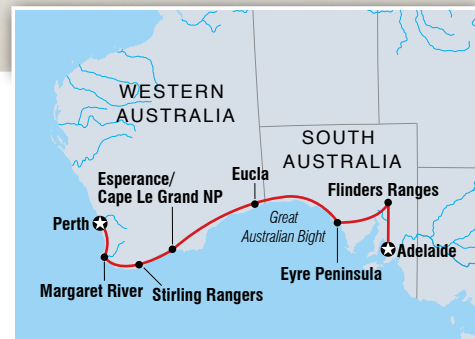 WESTERN
AUSTRALIA
SOUTH
AUSTRALIA
Esperance/
Cape Le Grand NP
Eucla
Flinders Ranges
Perth
Great
Australian Bight
Adelaide
Eyre Peninsula
Margaret River
Stirling Rangers